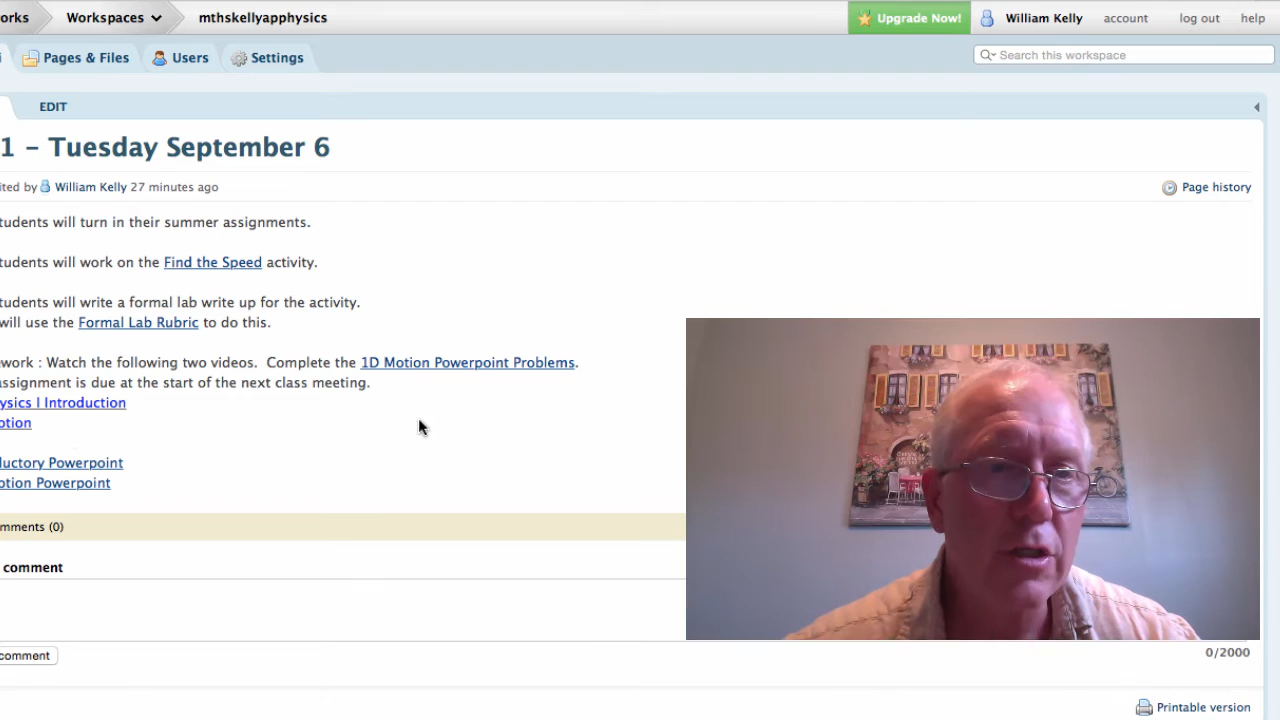 orks Workspaces mthskellyapphysics Upgrade Now! William Kelly account log out help
i Pages & Files Users Settings Search this workspace
EDIT
1 – Tuesday September 6
ited by William Kelly 27 minutes ago Page history
tudents will turn in their summer assignments.
tudents will work on the Find the Speed activity.
tudents will write a formal lab write up for the activity.
will use the Formal Lab Rubric to do this.
ework : Watch the following two videos. Complete the 1D Motion Powerpoint Problems.
assignment is due at the start of the next class meeting.
ysics I Introduction
otion
ductory Powerpoint
otion Powerpoint
mments (0)
comment
comment 0/2000
Printable version